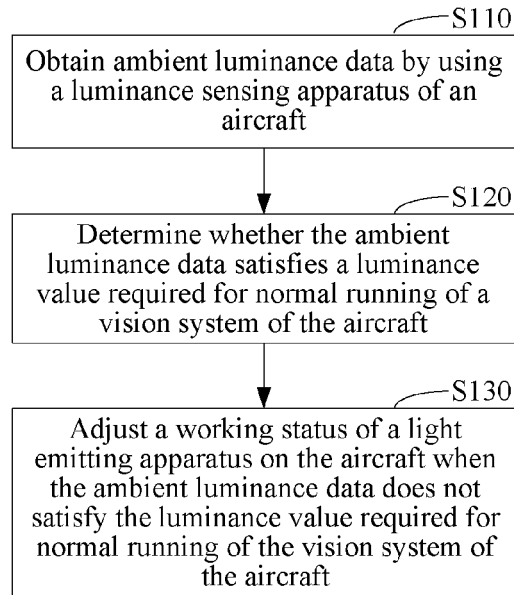 S110
Obtain ambient luminance data by using
a luminance sensing apparatus of an
aircraft
S120
Determine whether the ambient
luminance data satisfies a luminance
value required for normal running of a
vision system of the aircraft
S130
Adjust a working status of a light
emitting apparatus on the aircraft when
the ambient luminance data does not
satisfy the luminance value required for
normal running of the vision system of
the aircraft